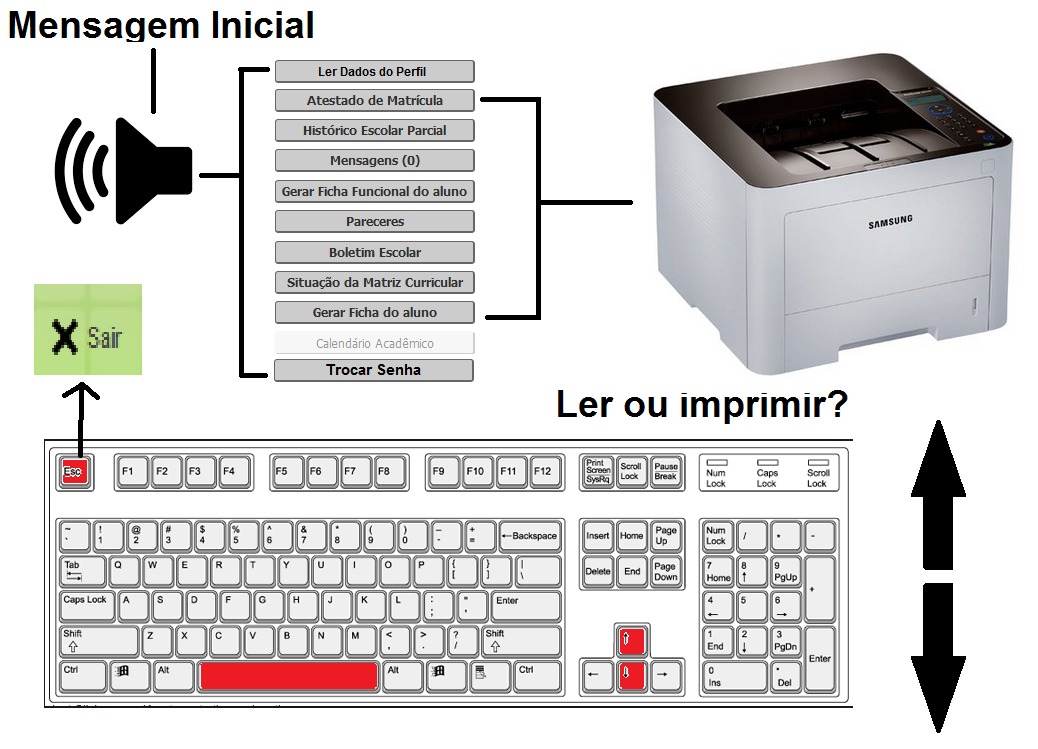 Mensagem Inicial
Ler Dados do Perfil
Atestado de Matrícula
Histórico Escolar Parcial
Mensagens (0)
Gerar Ficha Funcional do aluno
Pareceres
Boletim Escolar
Situação da Matriz Curricular
Gerar Ficha do aluno
Calendário Acadêmico
Trocar Senha
SAMSUNG
X Sair
Ler ou imprimir?
Esc F1 F2 F3 F4 F5 F6 F7 F8 F9 F10 F11 F12 Print Screen SysRq Scroll Lock Pause Break Num Lock Caps Lock Scroll Lock
~ ` ! 1 @ 2 # 3 $ 4 % 5 ^ 6 & 7 * 8 ( 9 ) 0 - - + = ←Backspace Insert Home Page Up Num Lock / * -
Tab Q W E R T Y U I O P { [ } ] | \ Delete End Page Down 7 Home 8 ↑ 9 PgUp +
Caps Lock A S D F G H J K L : ; " ' Enter 4 ← 5 6 →
Shift ⇧ Z X C V B N M < , > . ? / Shift ⇧ ⇧ 1 End 2 ↓ 3 PgDn Enter
Ctrl Alt Alt Ctrl ← ⇩ → 0 Ins . Del